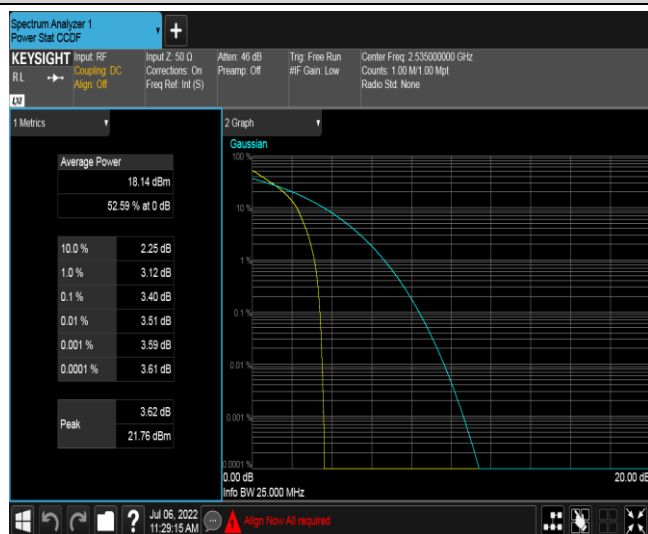 Spectrum Analyzer 1
Power Stat CCDF
KEYSIGHT
RL
LXI
Input: RF
Coupling: DC
Align: Off
Input Z: 50 Ω
Corrections: On
Freq Ref: Int (S)
Atten: 46 dB
Preamp: Off
Trig: Free Run
#IF Gain: Low
Center Freq: 2.535000000 GHz
Counts: 1.00 M/1.00 Mpt
Radio Std: None
1 Metrics
Average Power
18.14 dBm
52.59 % at 0 dB
10.0 % 2.25 dB
1.0 % 3.12 dB
0.1 % 3.40 dB
0.01 % 3.51 dB
0.001 % 3.59 dB
0.0001 % 3.61 dB
Peak
3.62 dB
21.76 dBm
2 Graph
Gaussian
100 %
10 %
1 %
0.1 %
0.01 %
0.001 %
0.0001 %
0.00 dB 20.00 dB
Info BW 25.000 MHz
? Jul 06, 2022
11:29:15 AM
1 Align Now All required